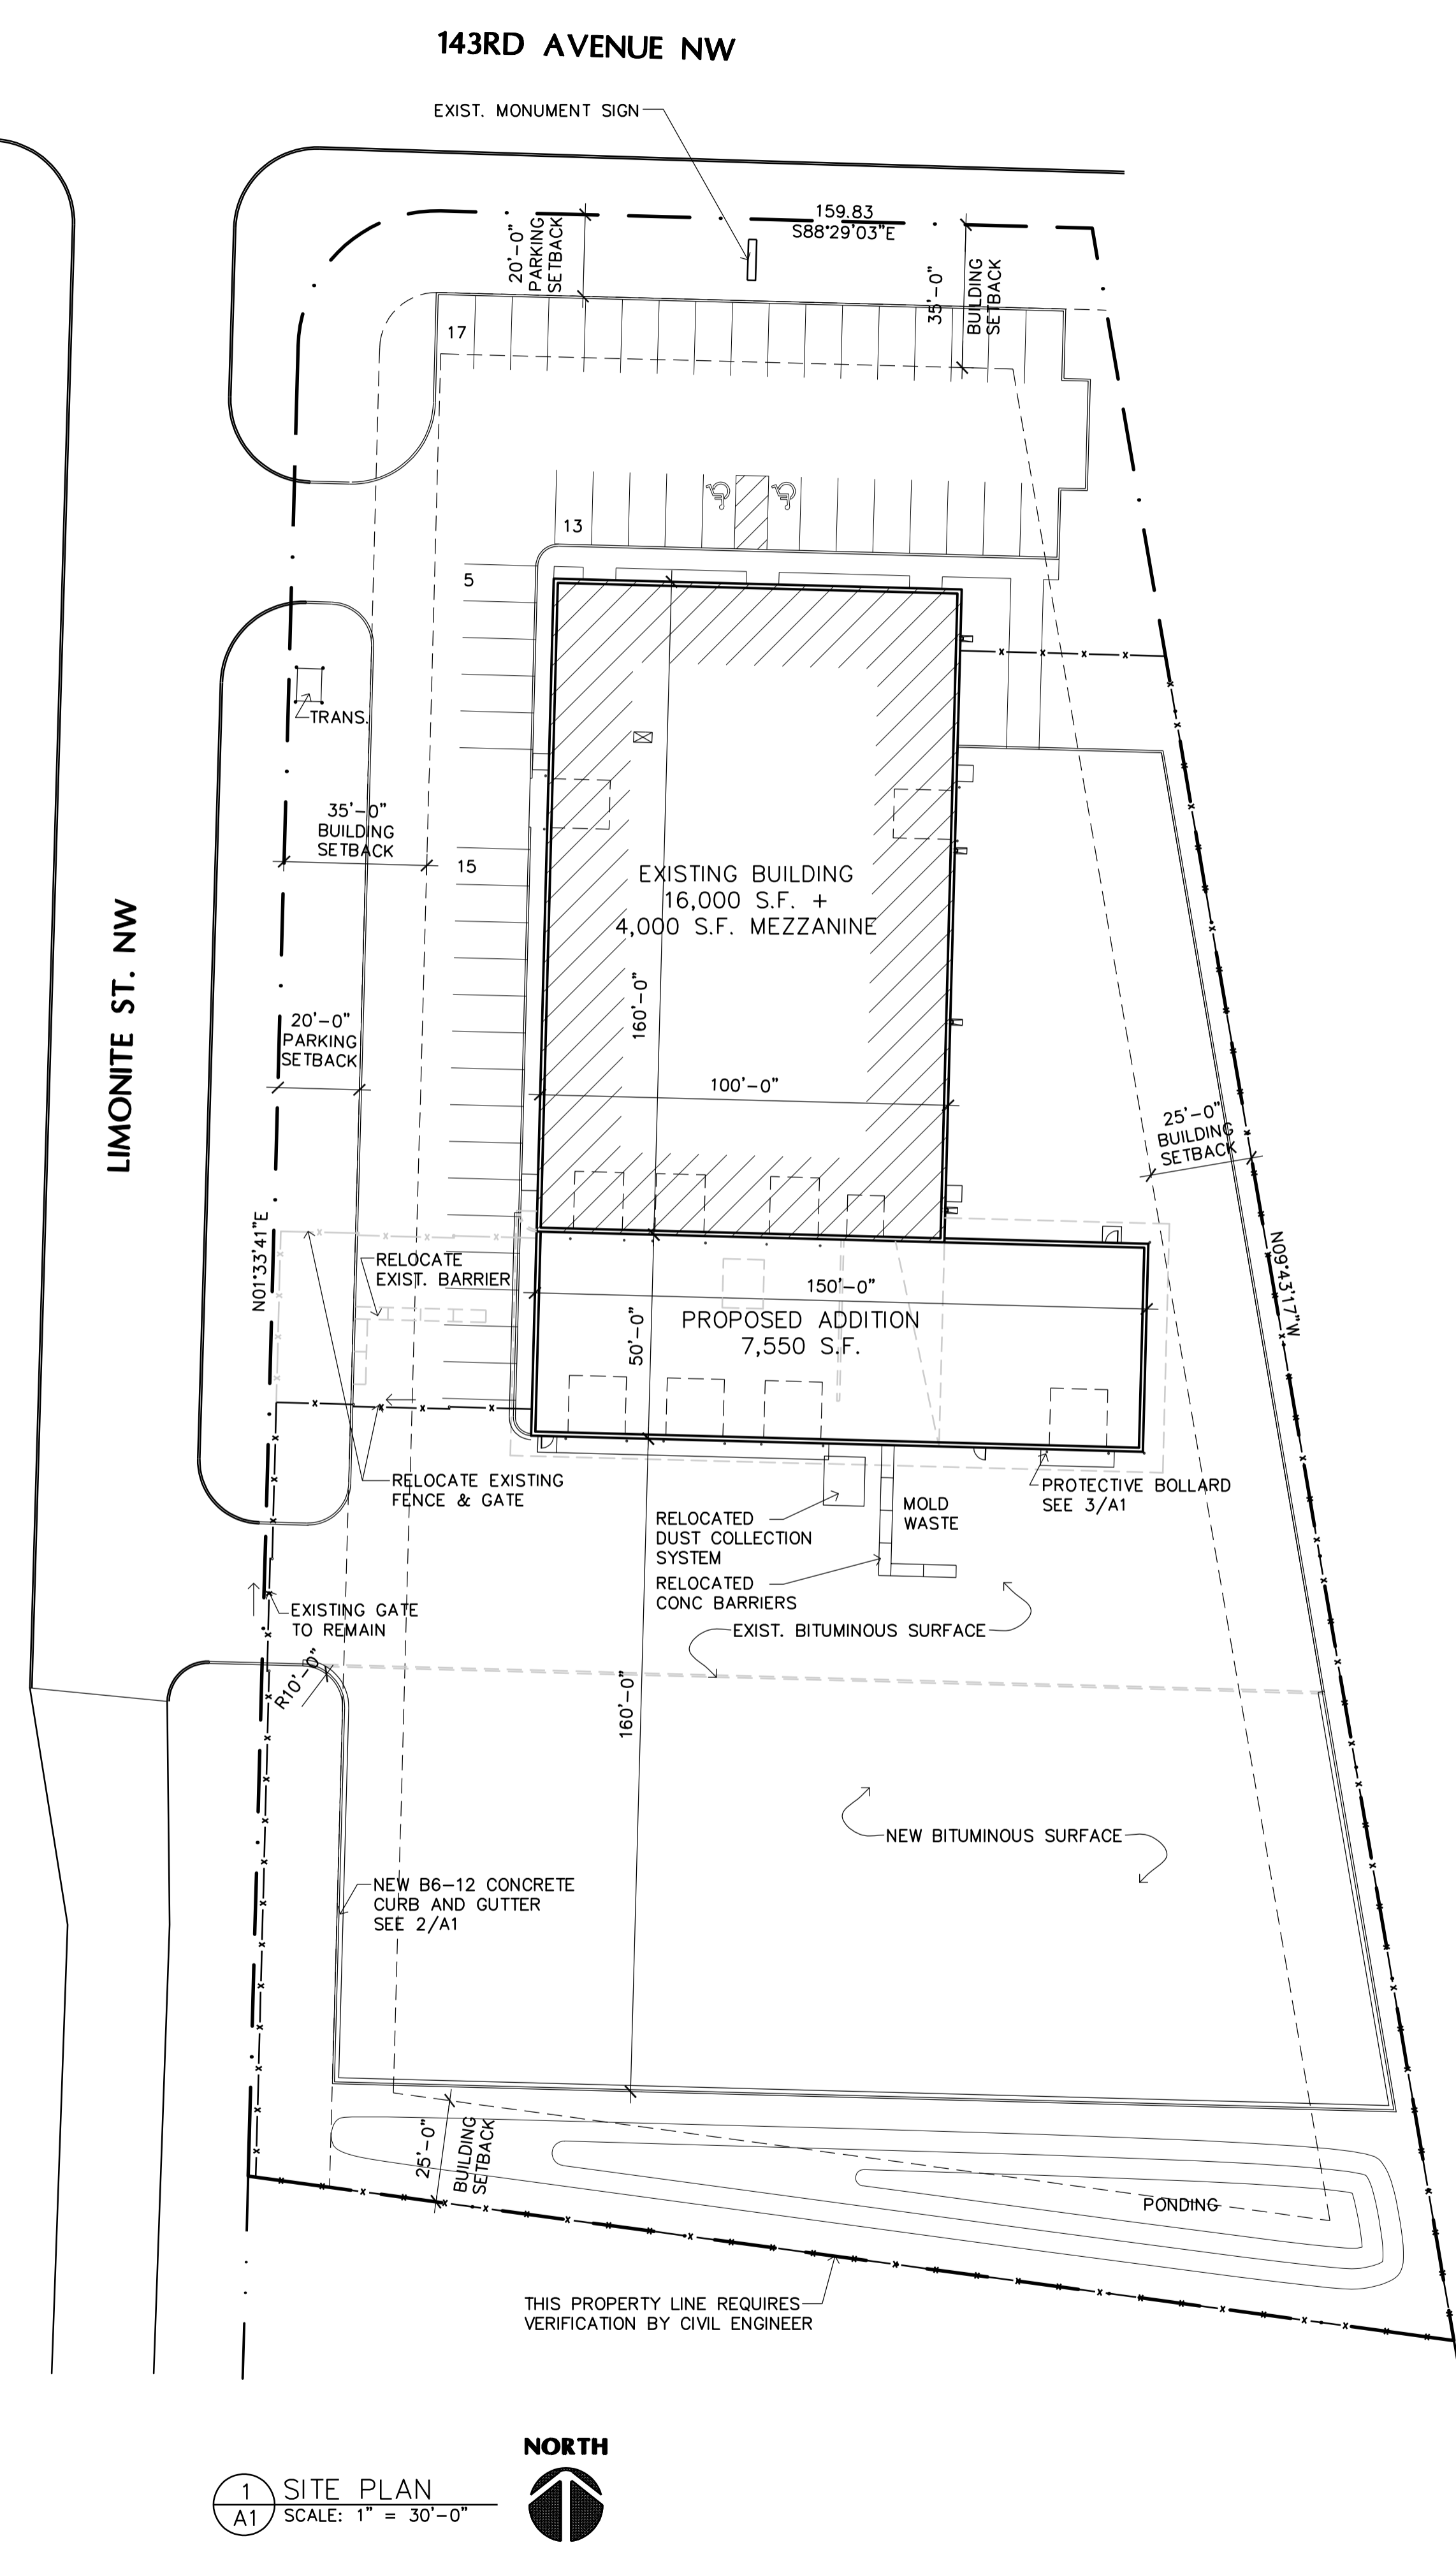 143RD AVENUE NW
EXIST. MONUMENT SIGN
159.83
S88°29'03"E
20'-0"
PARKING
SETBACK
35'-0"
BUILDING
SETBACK
17
13
5
TRANS.
35'-0"
BUILDING
SETBACK
15
EXISTING BUILDING
16,000 S.F. +
4,000 S.F. MEZZANINE
160'-0"
LIMONITE ST. NW
20'-0"
PARKING
SETBACK
100'-0"
25'-0"
BUILDING
SETBACK
N01°33'41"E
N09°43'17"W
RELOCATE
EXIST. BARRIER
150'-0"
PROPOSED ADDITION
7,550 S.F.
50'-0"
RELOCATE EXISTING
FENCE & GATE
PROTECTIVE BOLLARD
SEE 3/A1
MOLD
WASTE
RELOCATED
DUST COLLECTION
SYSTEM
RELOCATED
CONC BARRIERS
EXISTING GATE
TO REMAIN
EXIST. BITUMINOUS SURFACE
R10'-0"
160'-0"
NEW BITUMINOUS SURFACE
NEW B6-12 CONCRETE
CURB AND GUTTER
SEE 2/A1
25'-0"
BUILDING
SETBACK
PONDING
THIS PROPERTY LINE REQUIRES
VERIFICATION BY CIVIL ENGINEER
NORTH
1
A1
SITE PLAN
SCALE: 1" = 30'-0"